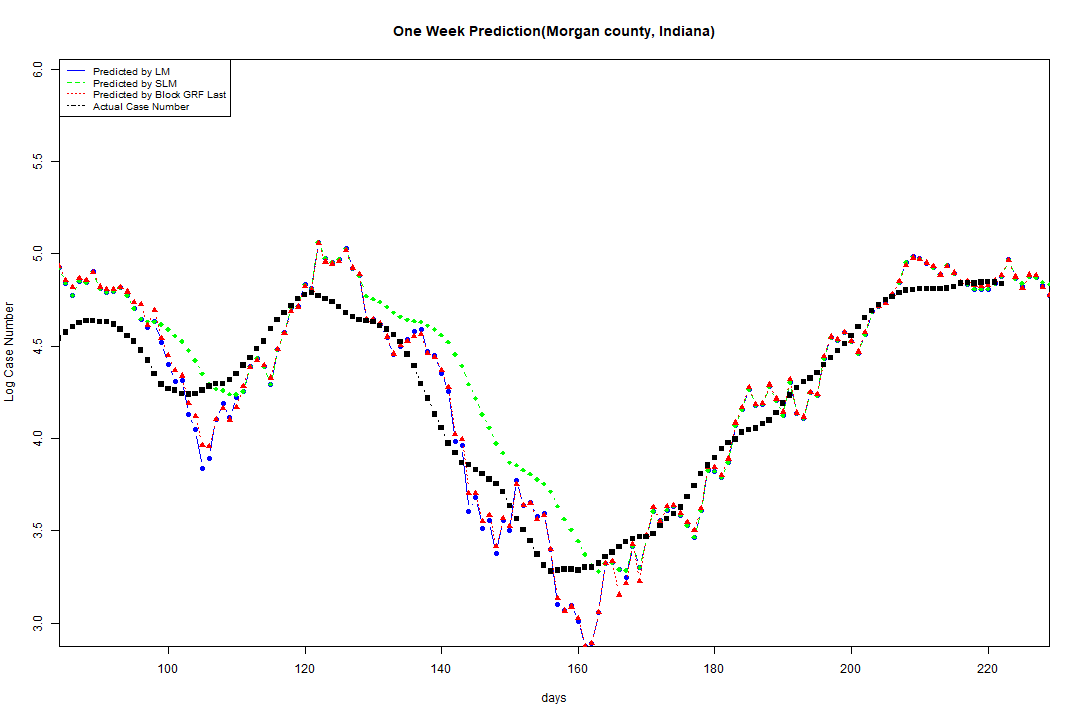 One Week Prediction(Morgan county, Indiana)
Predicted by LM
Predicted by SLM
Predicted by Block GRF Last
Actual Case Number
Log Case Number
6.0
5.5
5.0
4.5
4.0
3.5
3.0
100 120 140 160 180 200 220
days